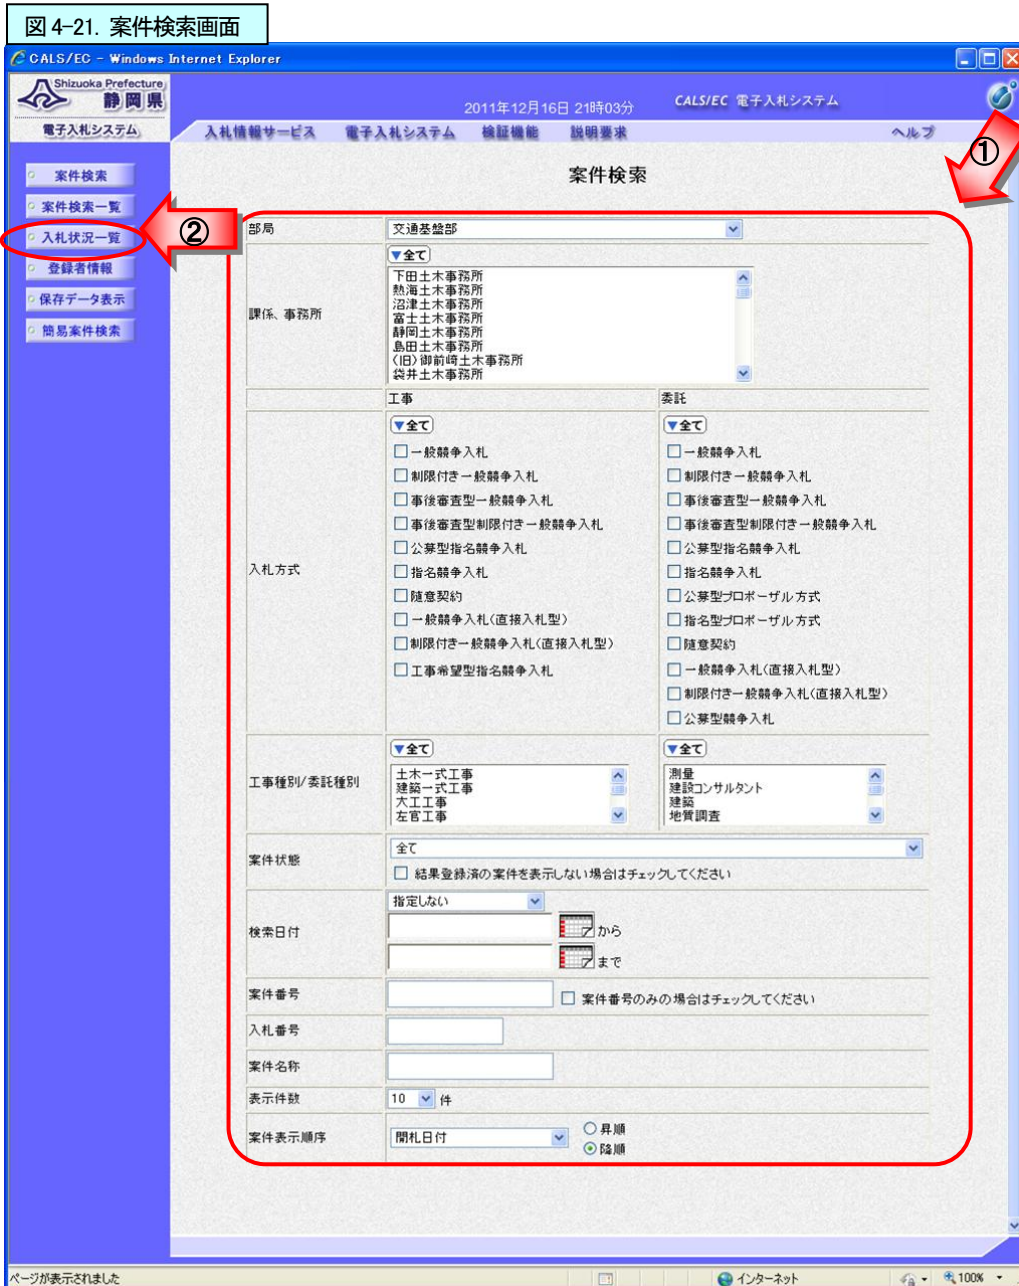 図 4-21. 案件検索画面
CALS/EC - Windows Internet Explorer
Shizuoka Prefecture
静岡県
電子入札システム
2011年12月16日 21時03分
CALS/EC 電子入札システム
入札情報サービス 電子入札システム 検証機能 説明要求 ヘルプ
①
案件検索
案件検索
案件検索一覧
入札状況一覧
登録者情報
保存データ表示
簡易案件検索
②
部局 交通基盤部
課係、事務所
▼全て
下田土木事務所
熱海土木事務所
沼津土木事務所
富士土木事務所
静岡土木事務所
島田土木事務所
(旧)御前崎土木事務所
袋井土木事務所
工事 委託
入札方式
▼全て
一般競争入札
制限付き一般競争入札
事後審査型一般競争入札
事後審査型制限付き一般競争入札
公募型指名競争入札
指名競争入札
随意契約
一般競争入札(直接入札型)
制限付き一般競争入札(直接入札型)
工事希望型指名競争入札
▼全て
一般競争入札
制限付き一般競争入札
事後審査型一般競争入札
事後審査型制限付き一般競争入札
公募型指名競争入札
指名競争入札
公募型プロポーザル方式
指名型プロポーザル方式
随意契約
一般競争入札(直接入札型)
制限付き一般競争入札(直接入札型)
公募型競争入札
工事種別/委託種別
▼全て
土木一式工事
建築一式工事
大工工事
左官工事
▼全て
測量
建設コンサルタント
建築
地質調査
案件状態 全て
結果登録済の案件を表示しない場合はチェックしてください
検索日付 指定しない
から
まで
案件番号 案件番号のみの場合はチェックしてください
入札番号
案件名称
表示件数 10 件
案件表示順序 開札日付
昇順
降順
ページが表示されました インターネット 100%